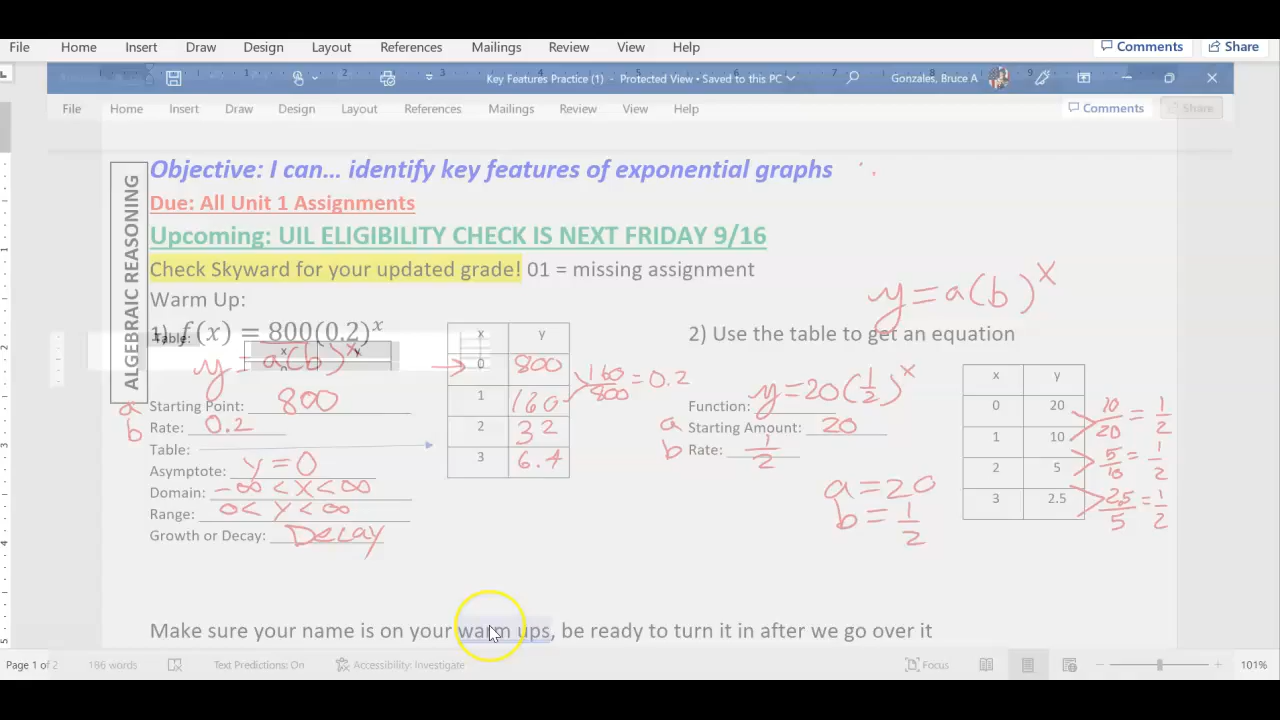 File Home Insert Draw Design Layout References Mailings Review View Help Comments Share
Key Features Practice (1) - Protected View • Saved to this PC Gonzales, Bruce A
File Home Insert Draw Design Layout References Mailings Review View Help Comments Share
ALGEBRAIC REASONING
Objective: I can... identify key features of exponential graphs
Due: All Unit 1 Assignments
Upcoming: UIL ELIGIBILITY CHECK IS NEXT FRIDAY 9/16
Check Skyward for your updated grade! 01 = missing assignment
Warm Up:
y = a(b)^x
1) f(x) = 800(0.2)^x
Table:
x y
y = a(b)^x
a Starting Point: 800
b Rate: 0.2
Table:
Asymptote: y = 0
Domain: -∞ < x < ∞
Range: 0 < y < ∞
Growth or Decay: Decay
x y
0 800
1 160
2 32
3 6.4
160/800 = 0.2
2) Use the table to get an equation
Function: y = 20(1/2)^x
a Starting Amount: 20
b Rate: 1/2
a = 20
b = 1/2
x y
0 20
1 10
2 5
3 2.5
10/20 = 1/2
5/10 = 1/2
2.5/5 = 1/2
Make sure your name is on your warm ups, be ready to turn it in after we go over it
Page 1 of 2 186 words Text Predictions: On Accessibility: Investigate Focus 101%